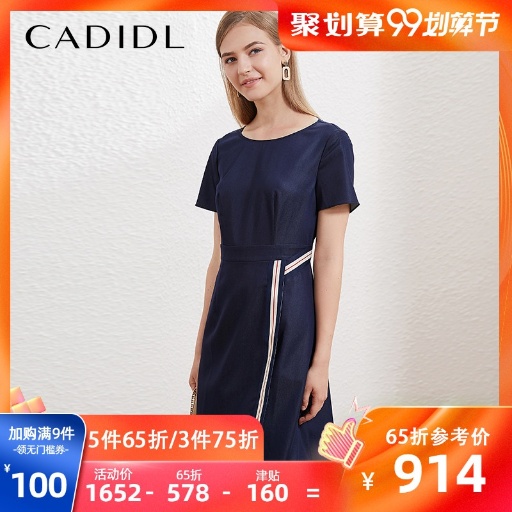 CADIDL
聚划算 99划算节
加购满9件
-领无门槛券-
¥100
5件65折/3件75折
活动价 65折 津贴
1652- 578 - 160 =
65折参考价
¥ 914